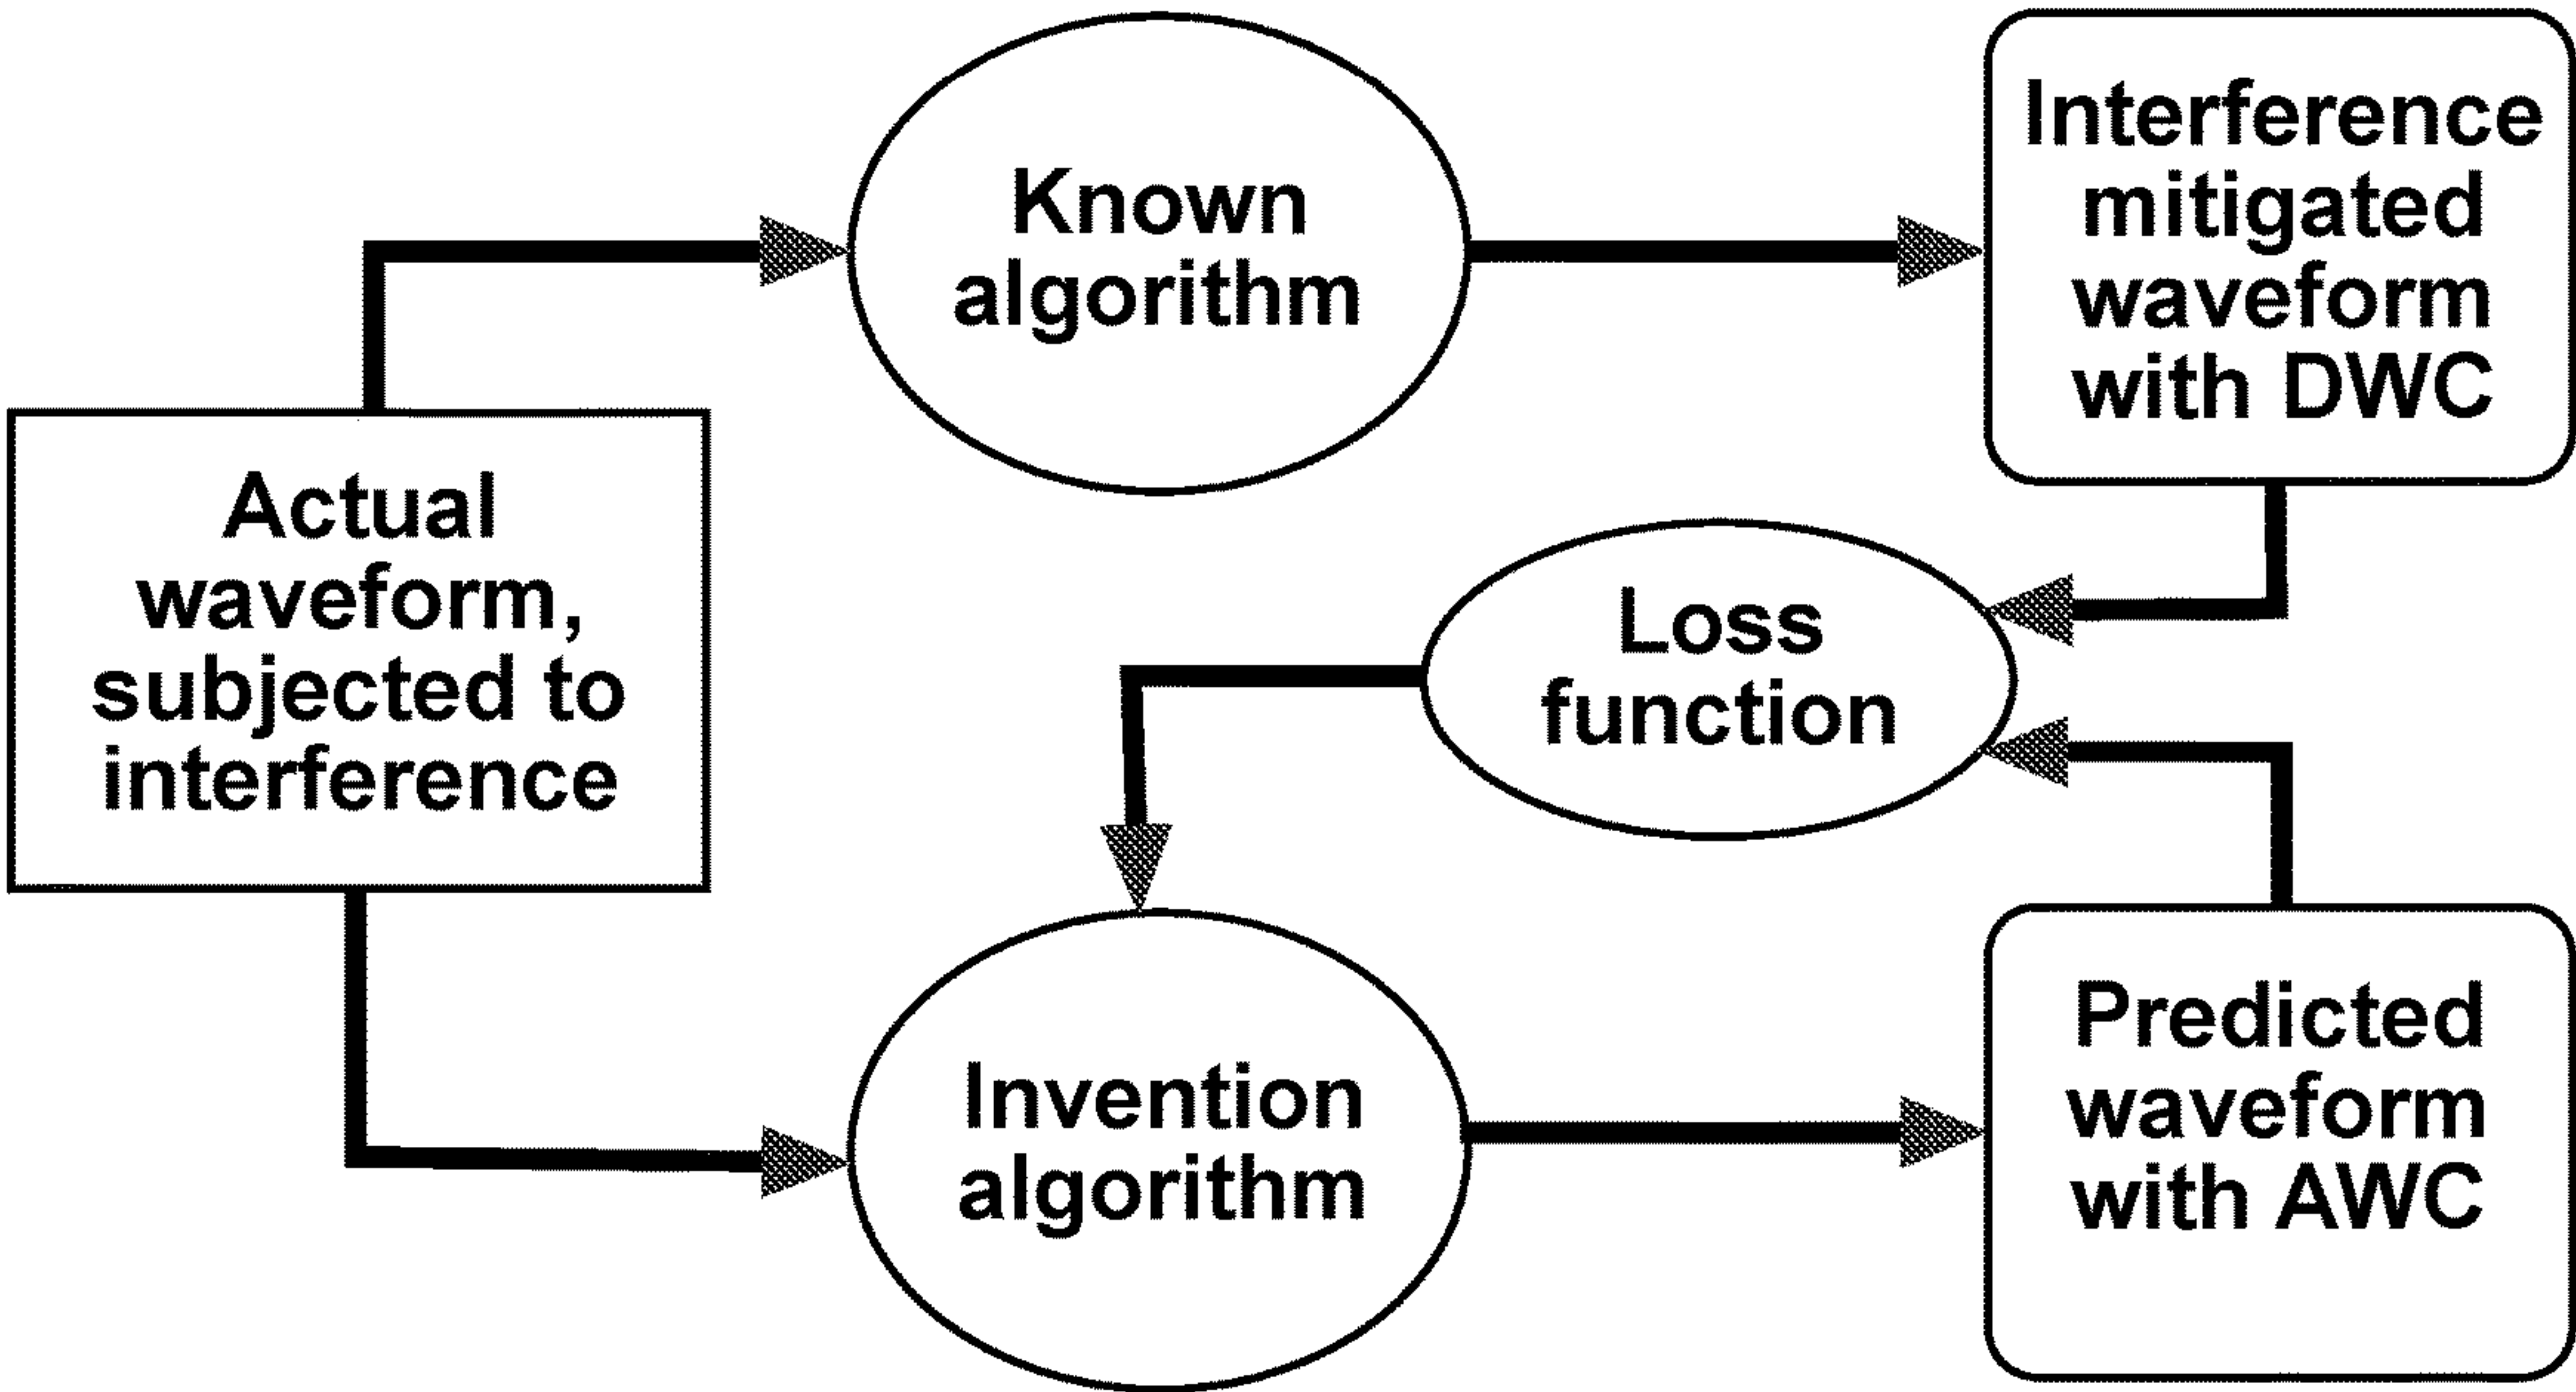 Known
algorithm
Interference
mitigated
waveform
with DWC
Actual
waveform,
subjected to
interference
Loss
function
Invention
algorithm
Predicted
waveform
with AWC